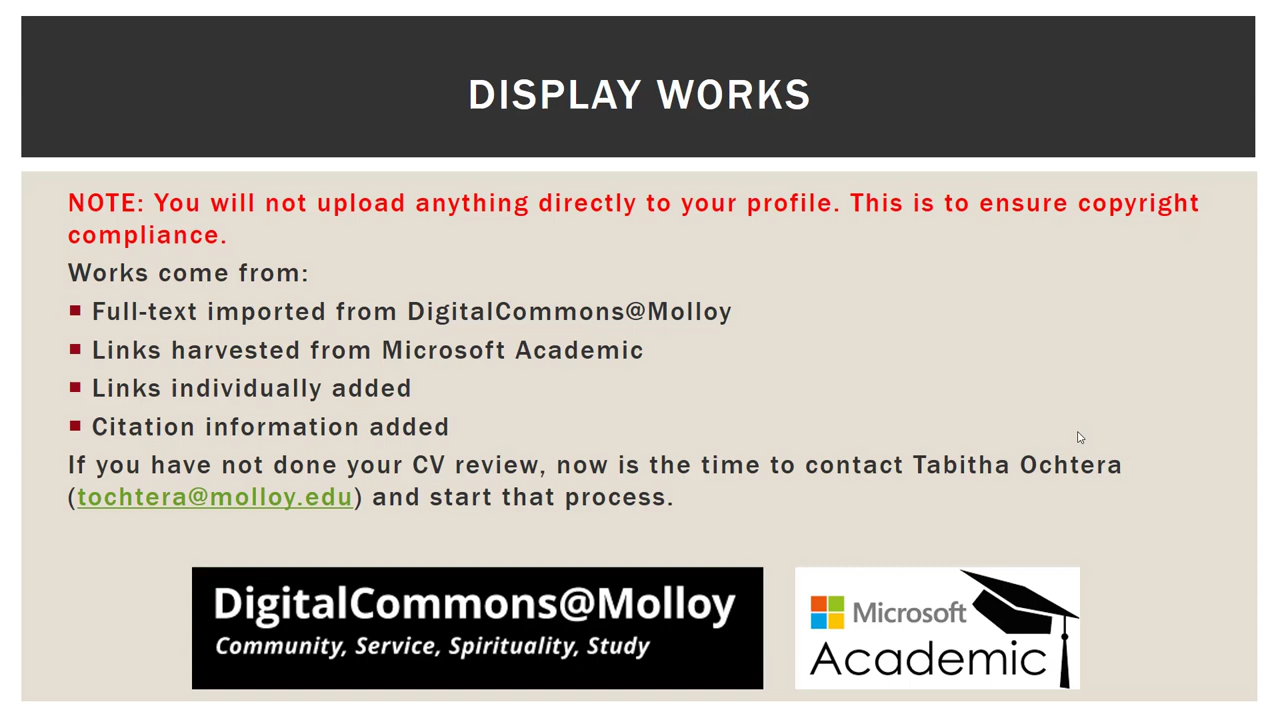 DISPLAY WORKS
NOTE: You will not upload anything directly to your profile. This is to ensure copyright
compliance.
Works come from:
Full-text imported from DigitalCommons@Molloy
Links harvested from Microsoft Academic
Links individually added
Citation information added
If you have not done your CV review, now is the time to contact Tabitha Ochtera
(tochtera@molloy.edu) and start that process.
DigitalCommons@Molloy
Community, Service, Spirituality, Study
Microsoft
Academic